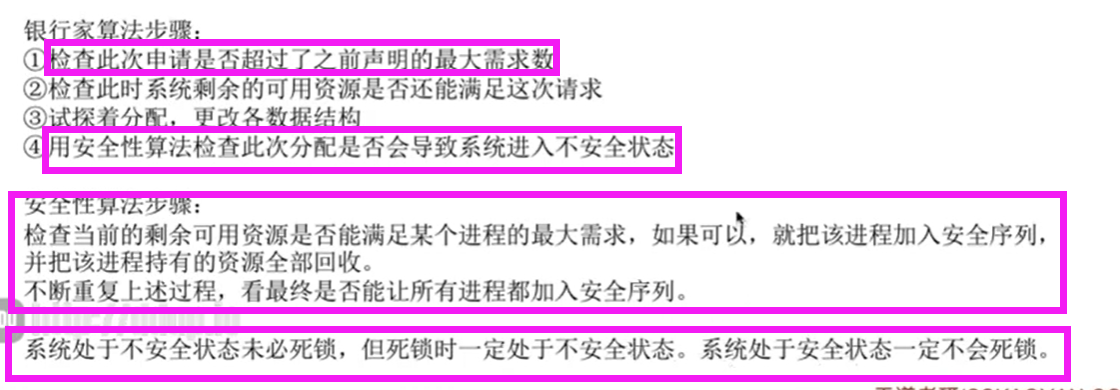 银行家算法步骤：
①检查此次申请是否超过了之前声明的最大需求数
②检查此时系统剩余的可用资源是否还能满足这次请求
③试探着分配，更改各数据结构
④用安全性算法检查此次分配是否会导致系统进入不安全状态
安全性算法步骤：
检查当前的剩余可用资源是否能满足某个进程的最大需求，如果可以，就把该进程加入安全序列，
并把该进程持有的资源全部回收。
不断重复上述过程，看最终是否能让所有进程都加入安全序列。
系统处于不安全状态未必死锁，但死锁时一定处于不安全状态。系统处于安全状态一定不会死锁。